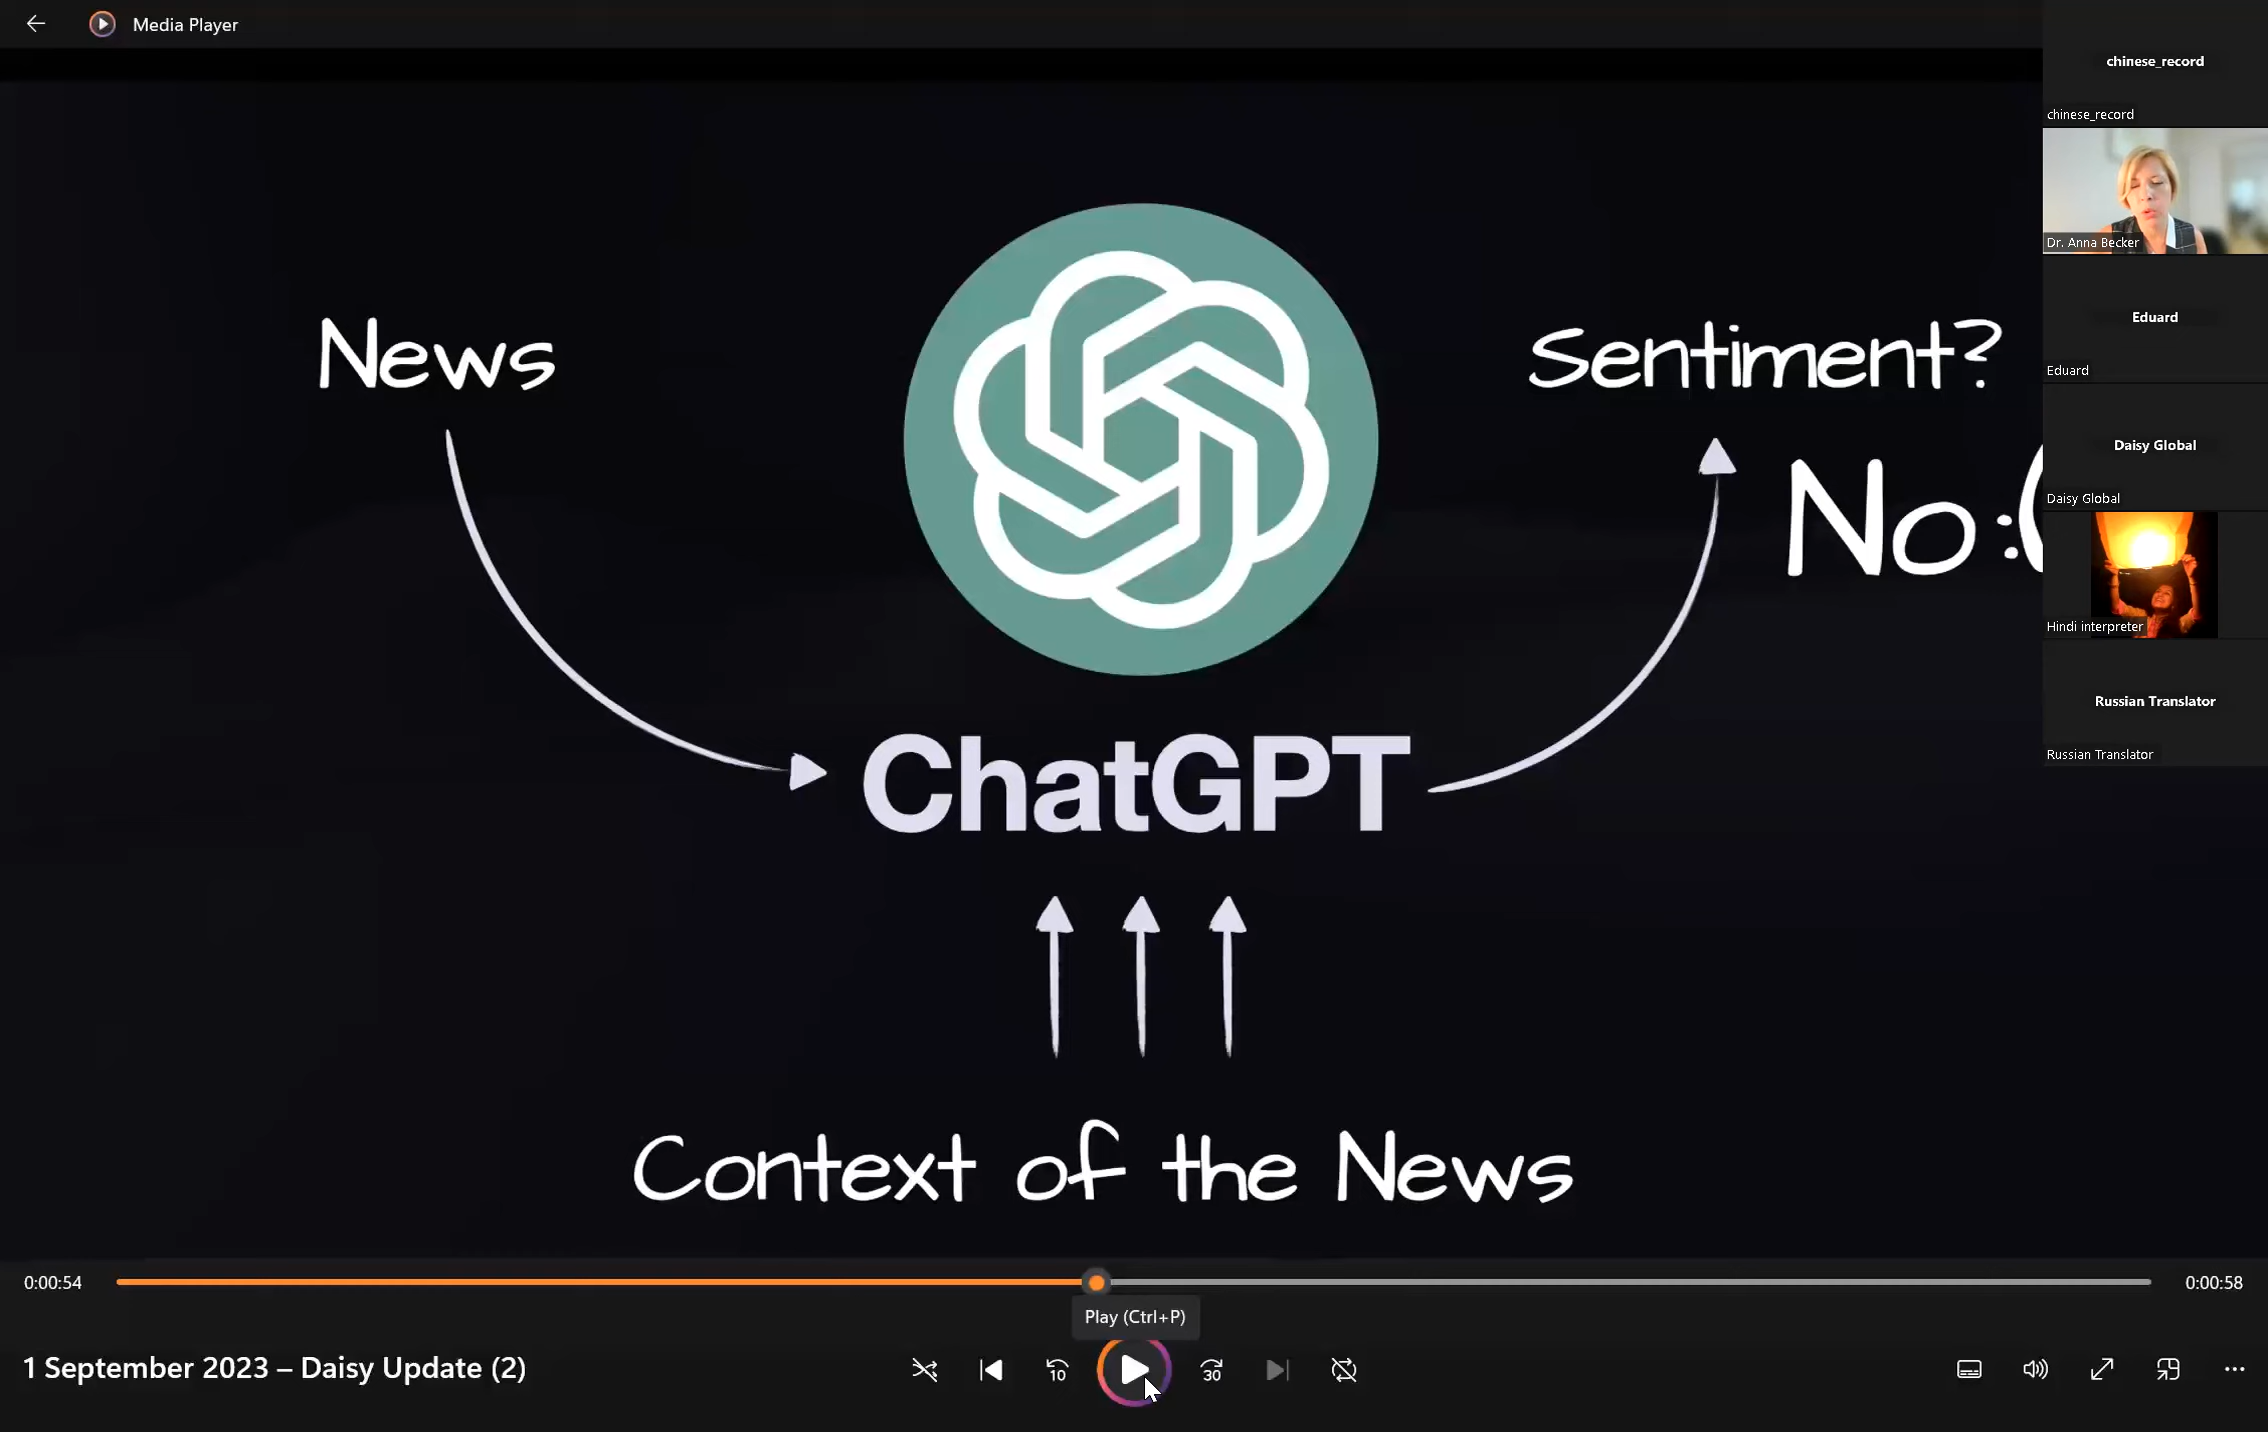 Media Player
chinese_record
chinese_record
Dr. Anna Becker
Eduard
Eduard
Daisy Global
Daisy Global
Hindi interpreter
Russian Translator
Russian Translator
News
Sentiment?
No :(
ChatGPT
Context of the News
0:00:54
0:00:58
Play (Ctrl+P)
1 September 2023 – Daisy Update (2)
10
30